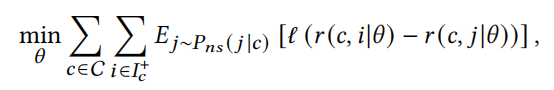 min_θ ∑_{c∈𝒞} ∑_{i∈I_c^+} E_{j∼P_{ns}(j|c)} [ℓ (r(c, i|θ) − r(c, j|θ))] ,